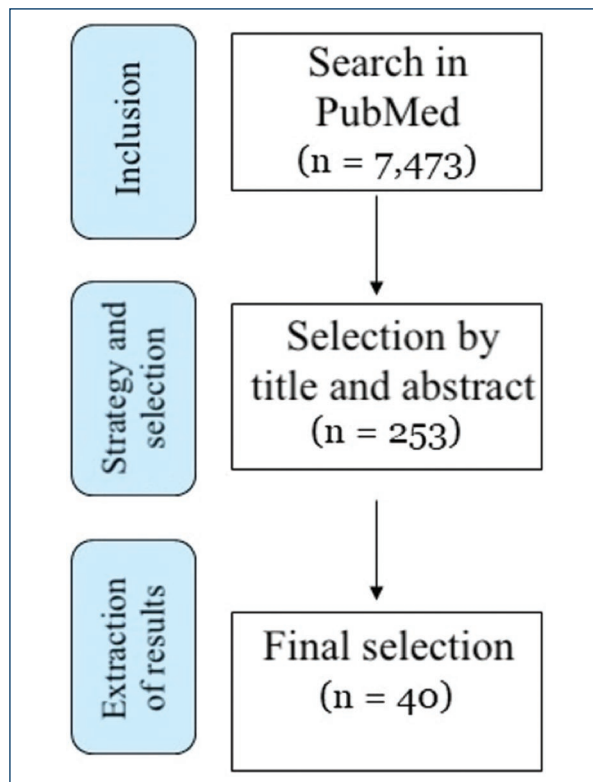 Inclusion
Search in
PubMed
(n = 7,473)
Strategy and
selection
Selection by
title and abstract
(n = 253)
Extraction
of results
Final selection
(n = 40)